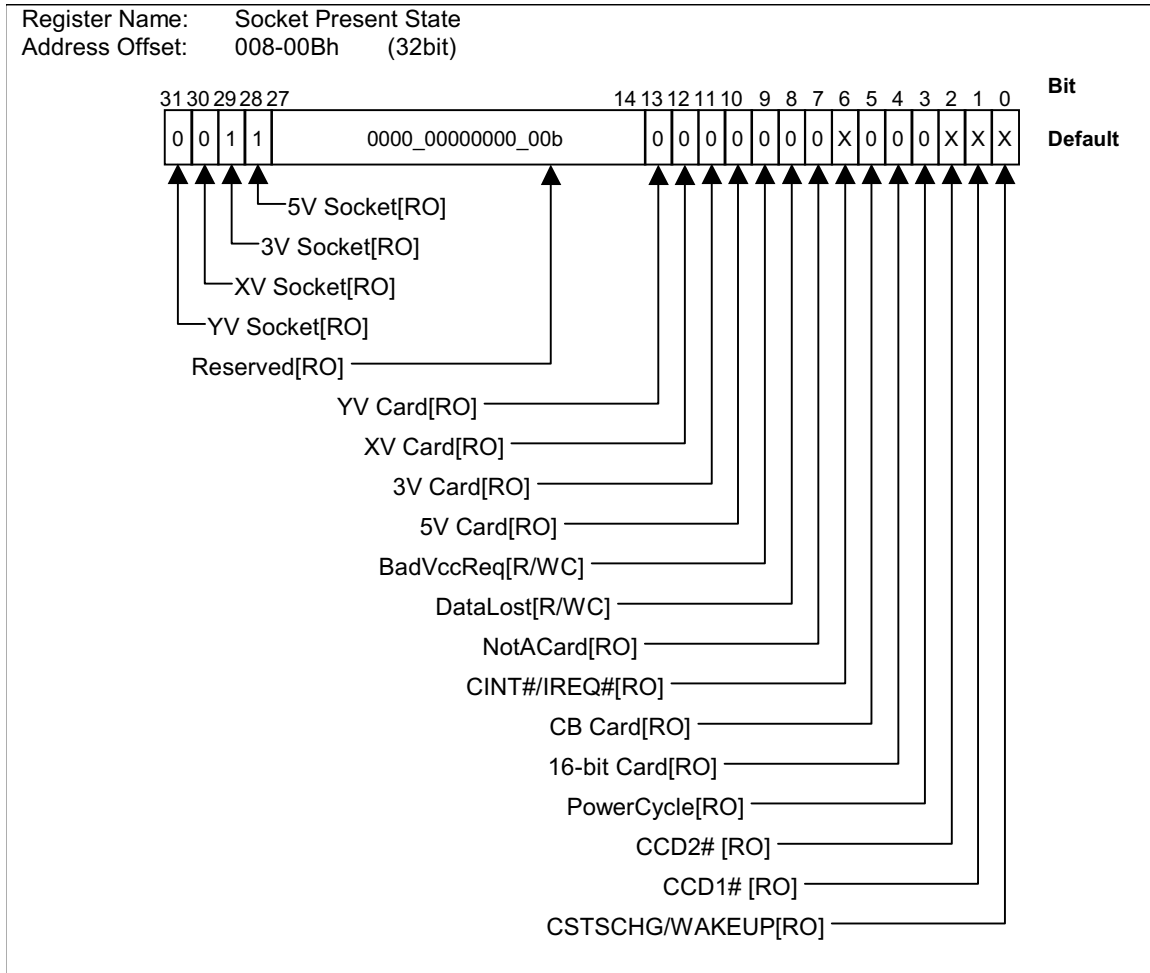 Register Name: Socket Present State
Address Offset: 008-00Bh (32bit)
31 30 29 28 27 14 13 12 11 10 9 8 7 6 5 4 3 2 1 0 Bit
0 0 1 1 0000_00000000_00b 0 0 0 0 0 0 0 X 0 0 0 X X X Default
5V Socket[RO]
3V Socket[RO]
XV Socket[RO]
YV Socket[RO]
Reserved[RO]
YV Card[RO]
XV Card[RO]
3V Card[RO]
5V Card[RO]
BadVccReq[R/WC]
DataLost[R/WC]
NotACard[RO]
CINT#/IREQ#[RO]
CB Card[RO]
16-bit Card[RO]
PowerCycle[RO]
CCD2# [RO]
CCD1# [RO]
CSTSCHG/WAKEUP[RO]